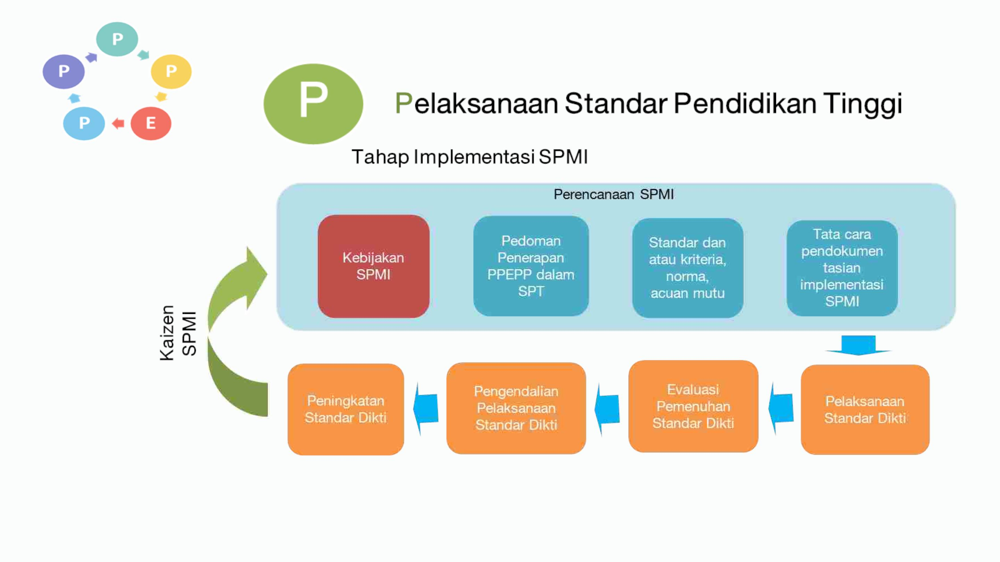 P
P
P
P
E
P
Pelaksanaan Standar Pendidikan Tinggi
Tahap Implementasi SPMI
Perencanaan SPMI
Kebijakan
SPMI
Pedoman
Penerapan
PPEPP dalam
SPT
Standar dan
atau kriteria,
norma,
acuan mutu
Tata cara
pendokumen
tasian
implementasi
SPMI
Kaizen
SPMI
Peningkatan
Standar Dikti
Pengendalian
Pelaksanaan
Standar Dikti
Evaluasi
Pemenuhan
Standar Dikti
Pelaksanaan
Standar Dikti